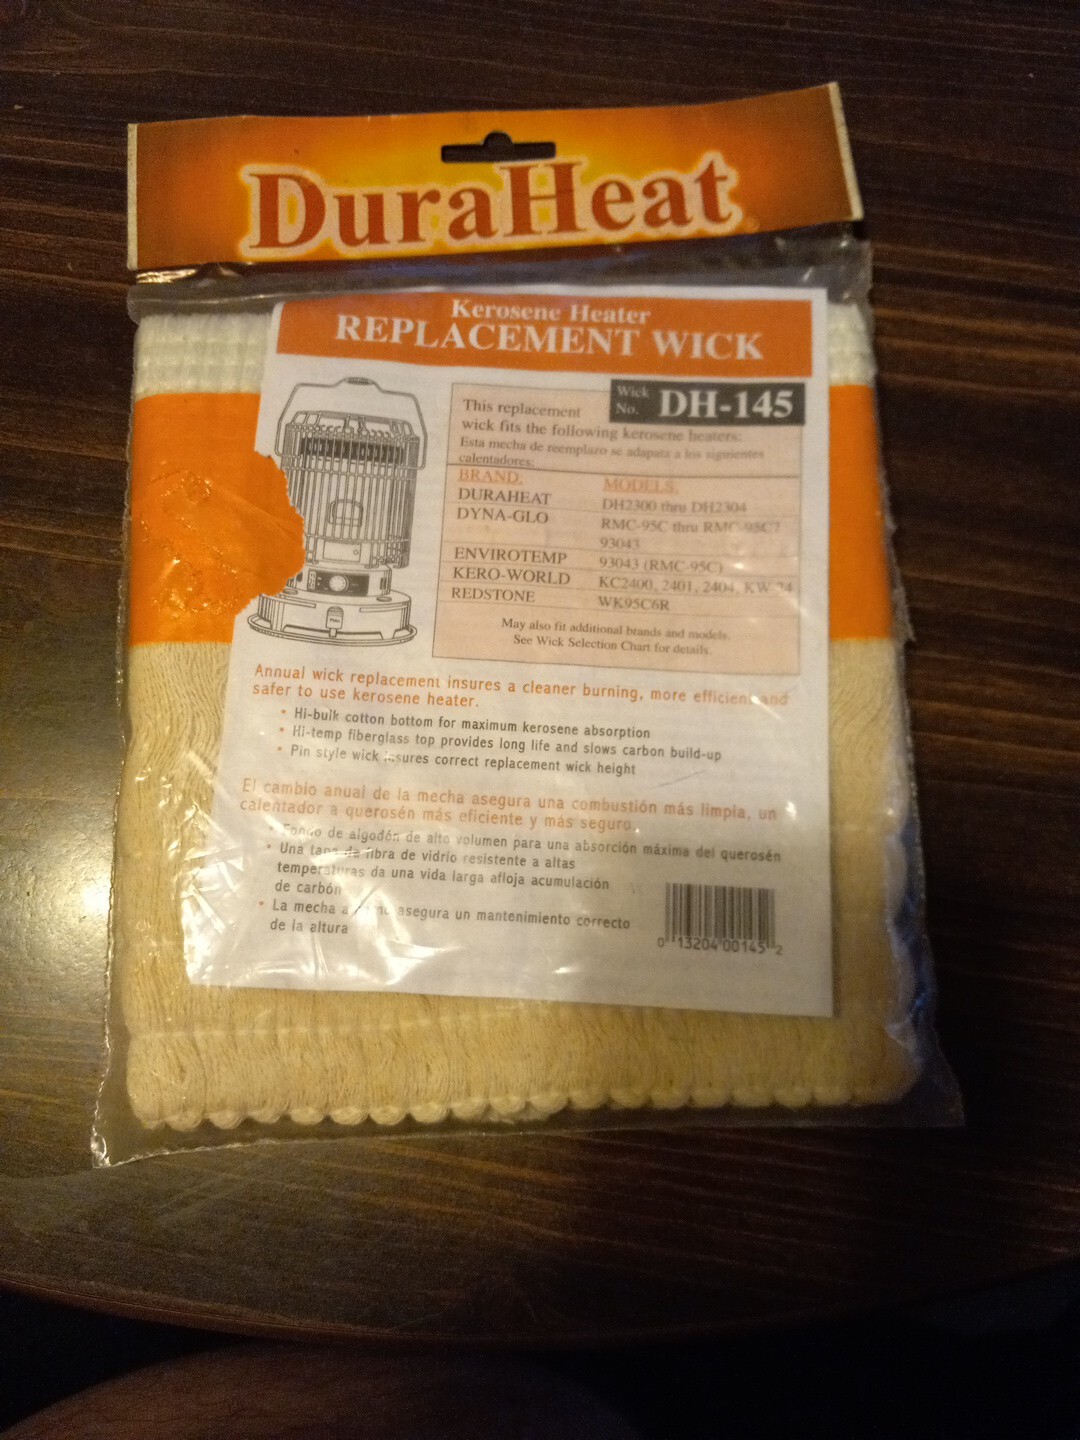 DuraHeat
Kerosene Heater
REPLACEMENT WICK
Wick
No. DH-145
This replacement
wick fits the following kerosene heaters:
Esta mecha de reemplazo se adapata a los siguientes
calentadores:
BRAND: MODELS:
DURAHEAT DH2300 thru DH2304
DYNA-GLO RMC-95C thru RMC-95C7
93043
ENVIROTEMP 93043 (RMC-95C)
KERO-WORLD KC2400, 2401, 2404, KW-24
REDSTONE WK95C6R
May also fit additional brands and models.
See Wick Selection Chart for details.
Annual wick replacement insures a cleaner burning, more efficient and
safer to use kerosene heater.
• Hi-bulk cotton bottom for maximum kerosene absorption
• Hi-temp fiberglass top provides long life and slows carbon build-up
• Pin style wick insures correct replacement wick height
El cambio anual de la mecha asegura una combustión más limpia, un
calentador a querosén más eficiente y más seguro.
• Fondo de algodón de alto volumen para una absorción máxima del querosén
• Una tapa de fibra de vidrio resistente a altas
temperaturas da una vida larga afloja acumulación
de carbón
• La mecha asegura un mantenimiento correcto
de la altura
0 13204 00145 2